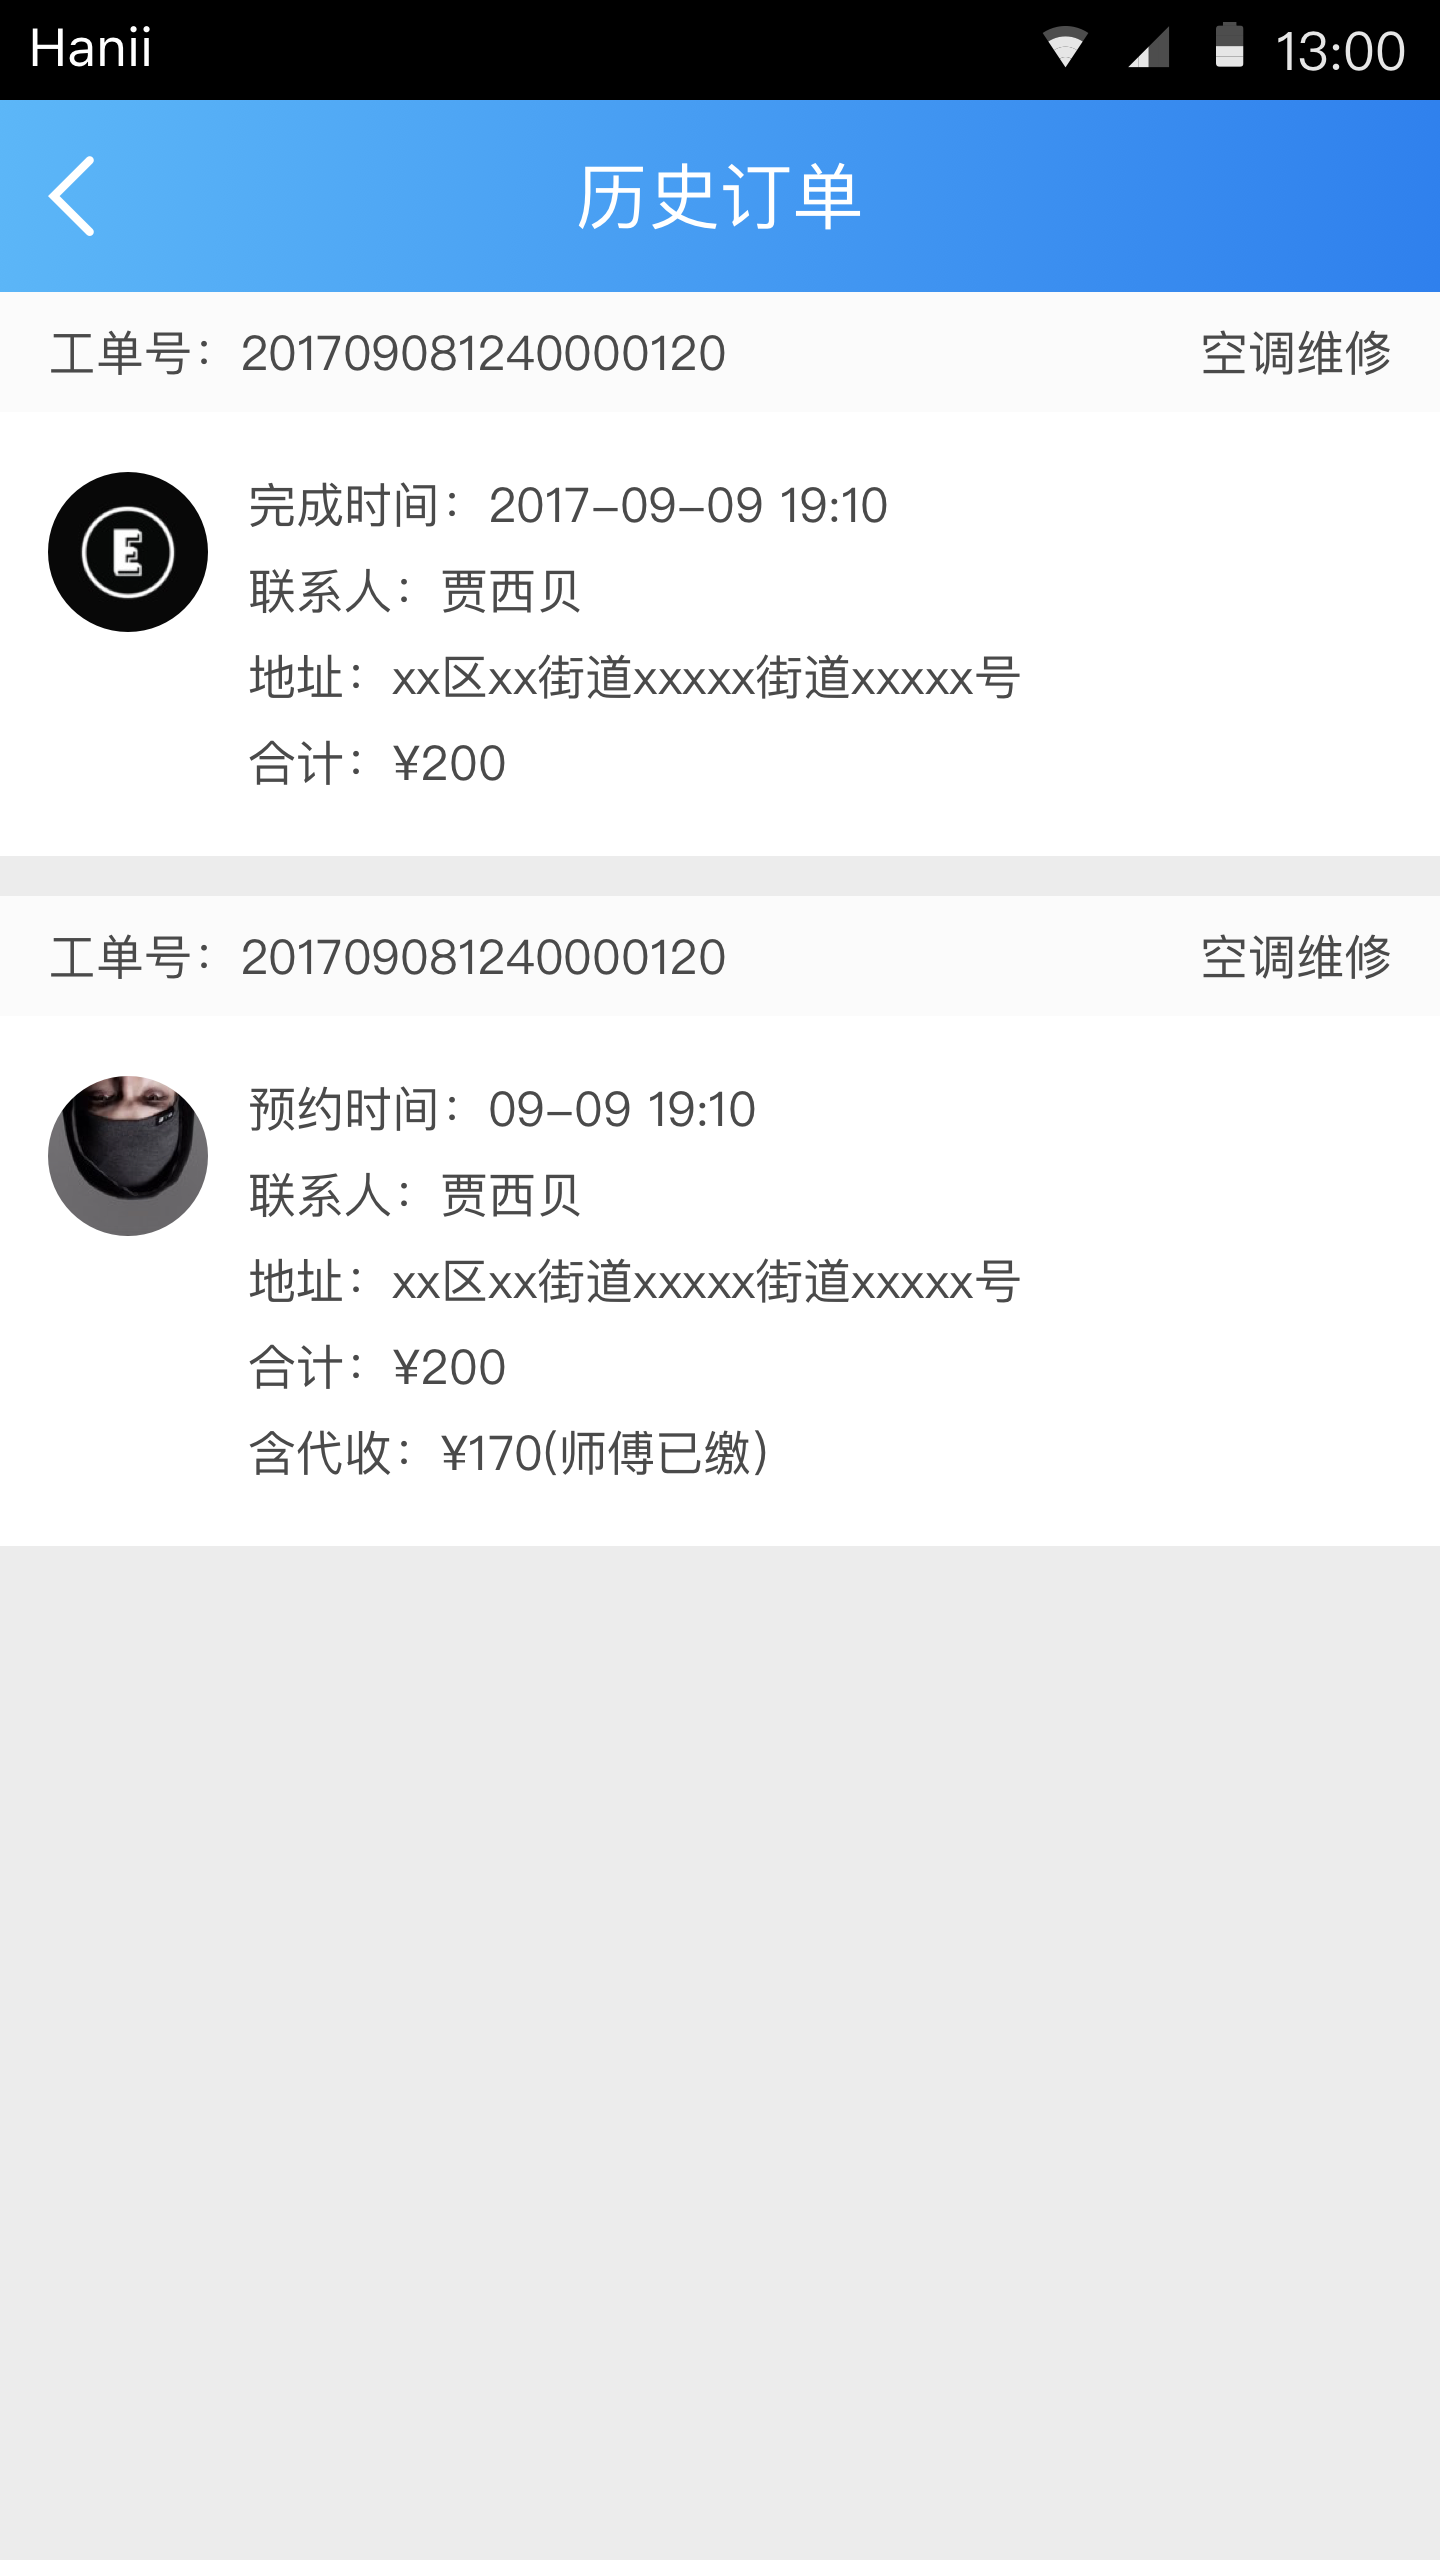 Hanii 13:00
历史订单
工单号：201709081240000120 空调维修
E
完成时间：2017-09-09 19:10
联系人：贾西贝
地址：xx区xx街道xxxxx街道xxxxx号
合计：¥200
工单号：201709081240000120 空调维修
预约时间：09-09 19:10
联系人：贾西贝
地址：xx区xx街道xxxxx街道xxxxx号
合计：¥200
含代收：¥170(师傅已缴)